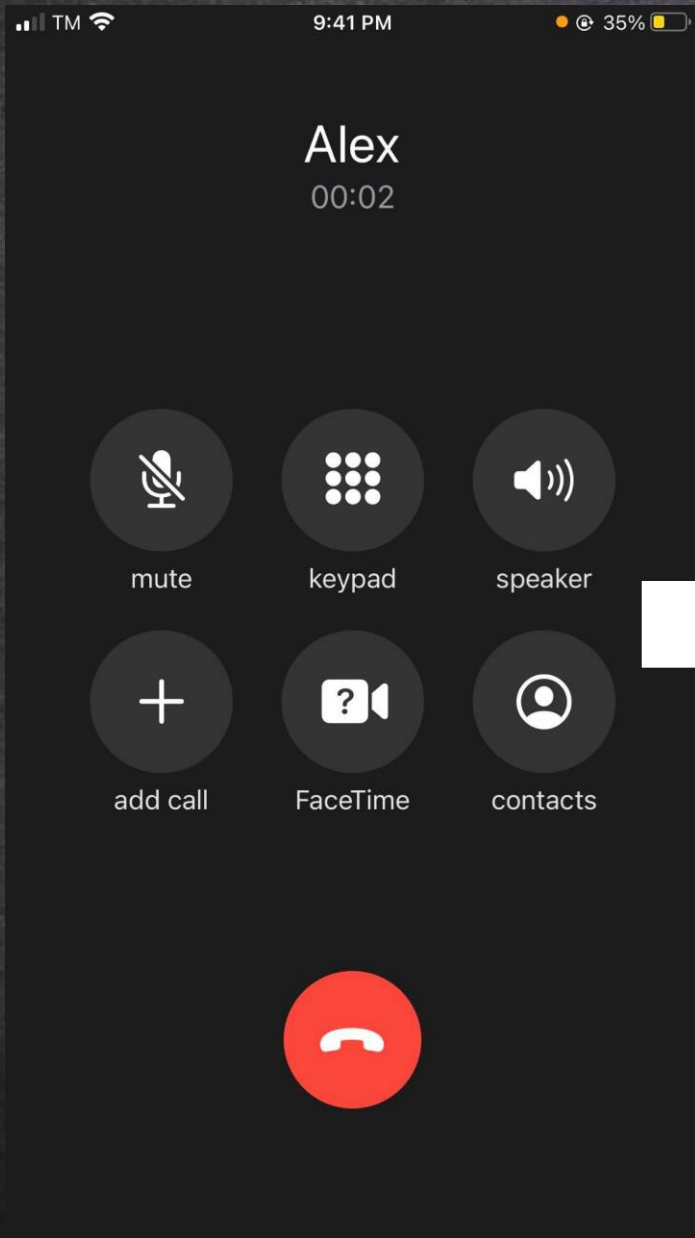 TM 9:41 PM 35%
Alex
00:02
mute keypad speaker
?
add call FaceTime contacts